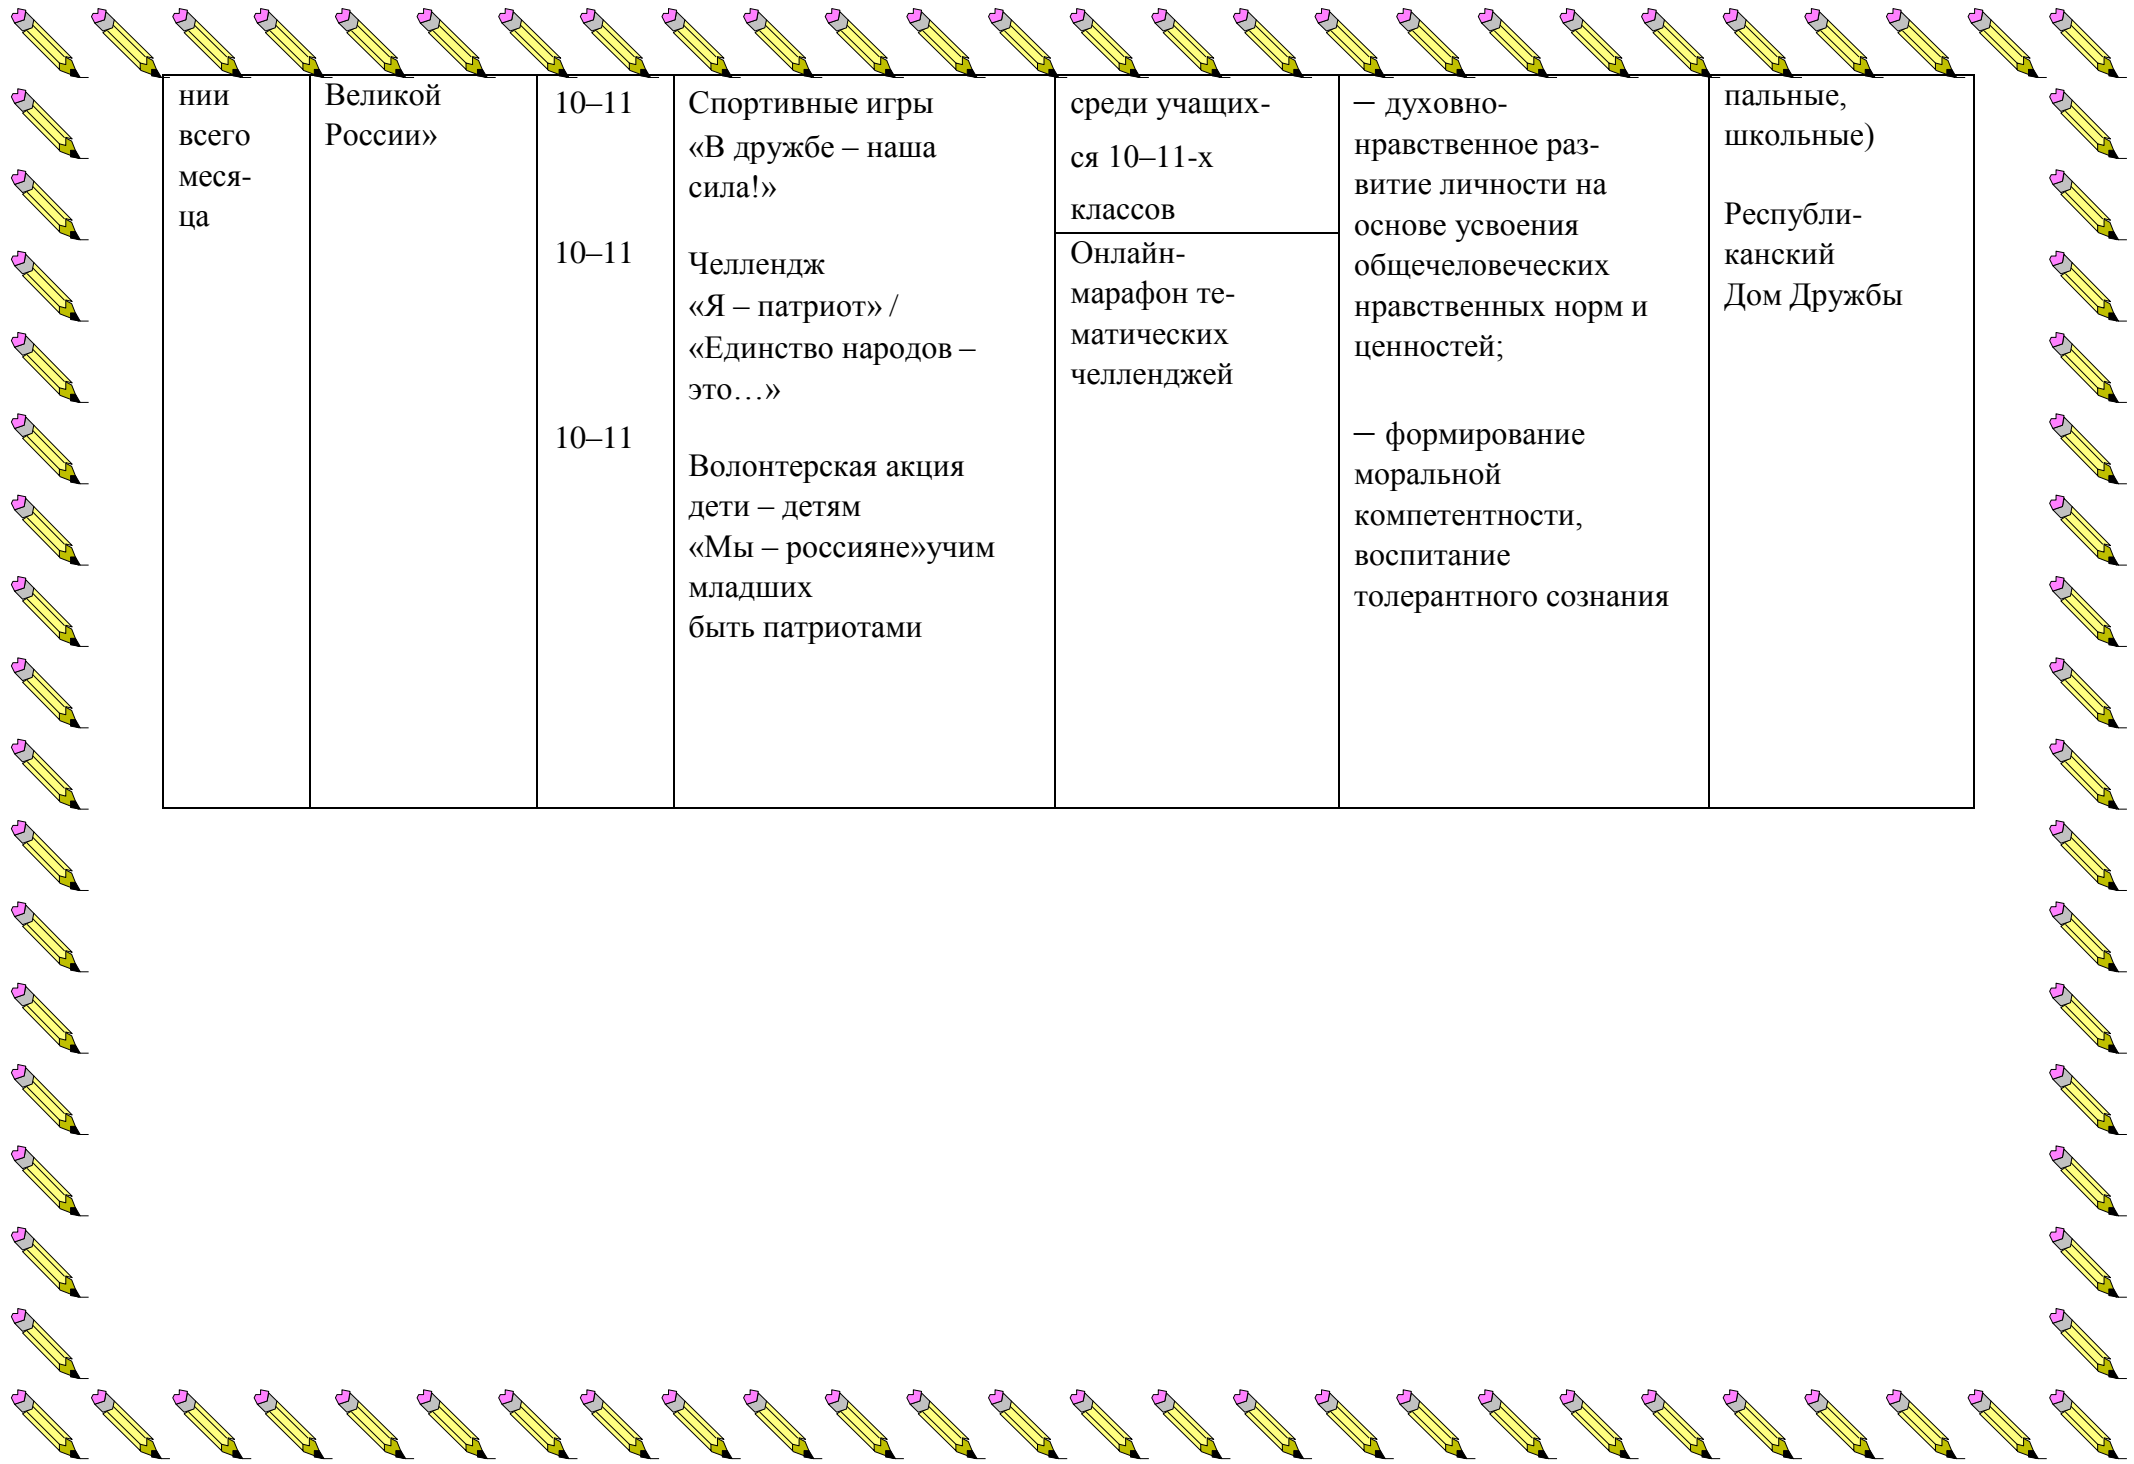 нии
всего
меся-
ца
Великой
России»
10–11
10–11
10–11
Спортивные игры
«В дружбе – наша
сила!»
Челлендж
«Я – патриот» /
«Единство народов –
это…»
Волонтерская акция
дети – детям
«Мы – россияне»учим
младших
быть патриотами
среди учащих-
ся 10–11-х
классов
Онлайн-
марафон те-
матических
челленджей
– духовно-
нравственное раз-
витие личности на
основе усвоения
общечеловеческих
нравственных норм и
ценностей;
– формирование
моральной
компетентности,
воспитание
толерантного сознания
пальные,
школьные)
Республи-
канский
Дом Дружбы